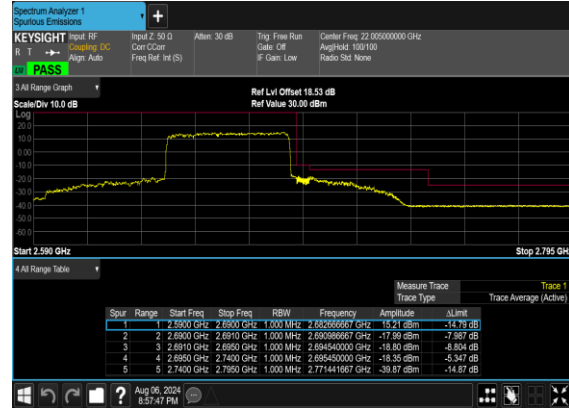 Spectrum Analyzer 1
Spurious Emissions
+
KEYSIGHT Input: RF Input Z: 50 Ω Atten: 30 dB Trig: Free Run Center Freq: 22.005000000 GHz
R T Coupling: DC Corr CCorr Gate: Off Avg|Hold: 100/100
Align: Auto Freq Ref: Int (S) IF Gain: Low Radio Std: None
PASS
3 All Range Graph
Ref Lvl Offset 18.53 dB
Scale/Div 10.0 dB Ref Value 30.00 dBm
Log
20.0
10.0
0.00
-10.0
-20.0
-30.0
-40.0
-50.0
-60.0
Start 2.590 GHz Stop 2.795 GHz
4 All Range Table
Measure Trace Trace 1
Trace Type Trace Average (Active)
Spur Range Start Freq Stop Freq RBW Frequency Amplitude ΔLimit
1 1 2.5900 GHz 2.6900 GHz 1.000 MHz 2.682666667 GHz 15.21 dBm -14.79 dB
2 2 2.6900 GHz 2.6910 GHz 1.000 MHz 2.690986667 GHz -17.99 dBm -7.987 dB
3 3 2.6910 GHz 2.6950 GHz 1.000 MHz 2.694540000 GHz -18.80 dBm -8.804 dB
4 4 2.6950 GHz 2.7400 GHz 1.000 MHz 2.695450000 GHz -18.35 dBm -5.347 dB
5 5 2.7400 GHz 2.7950 GHz 1.000 MHz 2.771441667 GHz -39.87 dBm -14.87 dB
?
Aug 06, 2024
8:57:47 PM